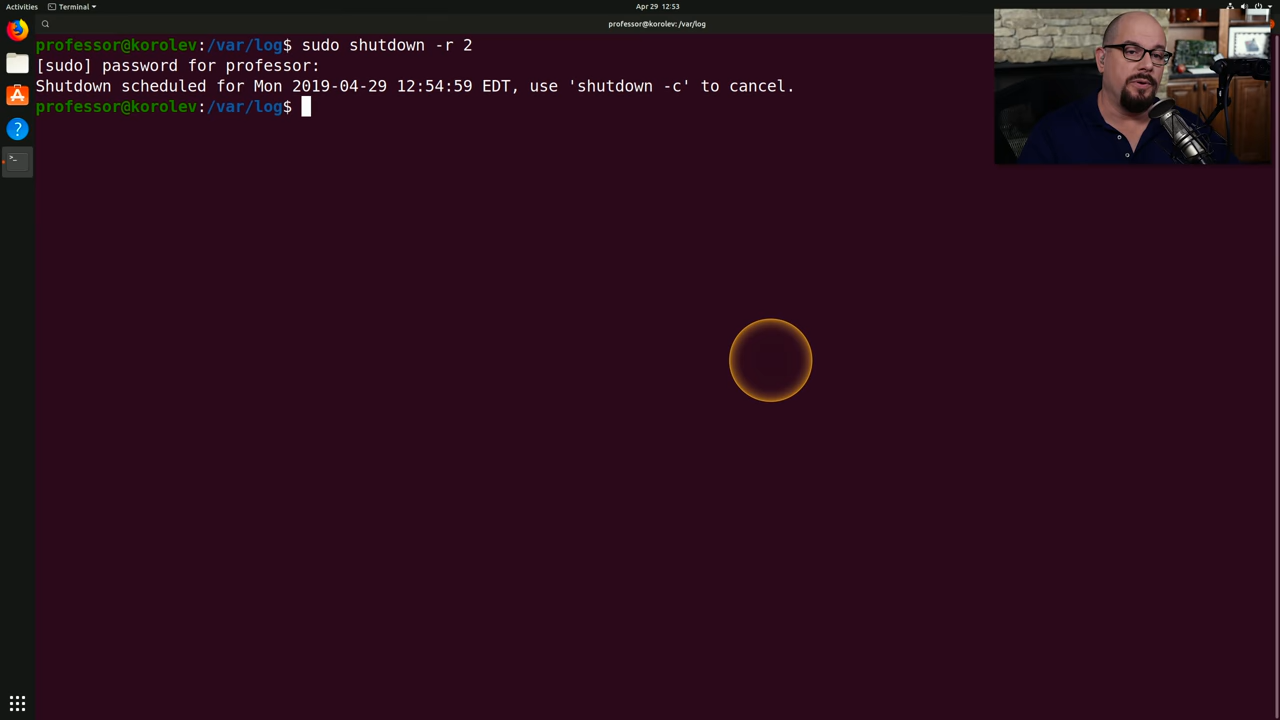 Activities
Terminal
Apr 29 12:53
professor@korolev: /var/log
professor@korolev:/var/log$ sudo shutdown -r 2
[sudo] password for professor:
Shutdown scheduled for Mon 2019-04-29 12:54:59 EDT, use 'shutdown -c' to cancel.
professor@korolev:/var/log$